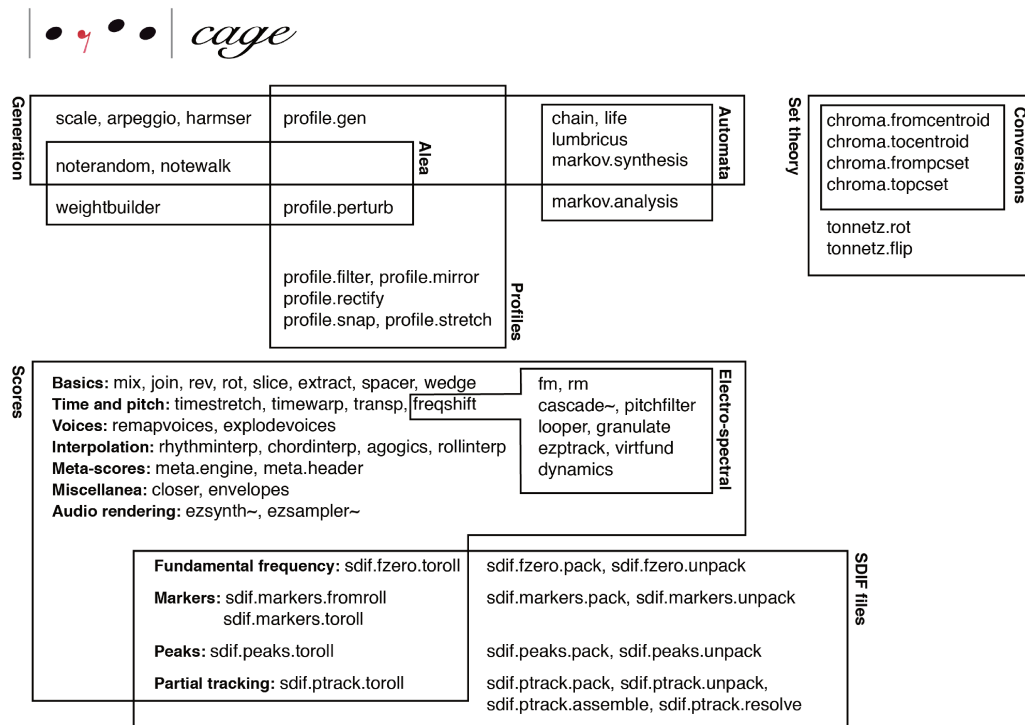 cage
Generation
scale, arpeggio, harmser
profile.gen
chain, life
lumbricus
markov.synthesis
Automata
noterandom, notewalk
Alea
weightbuilder
profile.perturb
markov.analysis
profile.filter, profile.mirror
profile.rectify
profile.snap, profile.stretch
Profiles
Set theory
chroma.fromcentroid
chroma.tocentroid
chroma.frompcset
chroma.topcset
Conversions
tonnetz.rot
tonnetz.flip
Scores
Basics: mix, join, rev, rot, slice, extract, spacer, wedge
Time and pitch: timestretch, timewarp, transp, freqshift
Voices: remapvoices, explodevoices
Interpolation: rhythminterp, chordinterp, agogics, rollinterp
Meta-scores: meta.engine, meta.header
Miscellanea: closer, envelopes
Audio rendering: ezsynth~, ezsampler~
fm, rm
cascade~, pitchfilter
looper, granulate
ezptrack, virtfund
dynamics
Electro-spectral
Fundamental frequency: sdif.fzero.toroll
sdif.fzero.pack, sdif.fzero.unpack
Markers: sdif.markers.fromroll
sdif.markers.toroll
sdif.markers.pack, sdif.markers.unpack
Peaks: sdif.peaks.toroll
sdif.peaks.pack, sdif.peaks.unpack
Partial tracking: sdif.ptrack.toroll
sdif.ptrack.pack, sdif.ptrack.unpack,
sdif.ptrack.assemble, sdif.ptrack.resolve
SDIF files